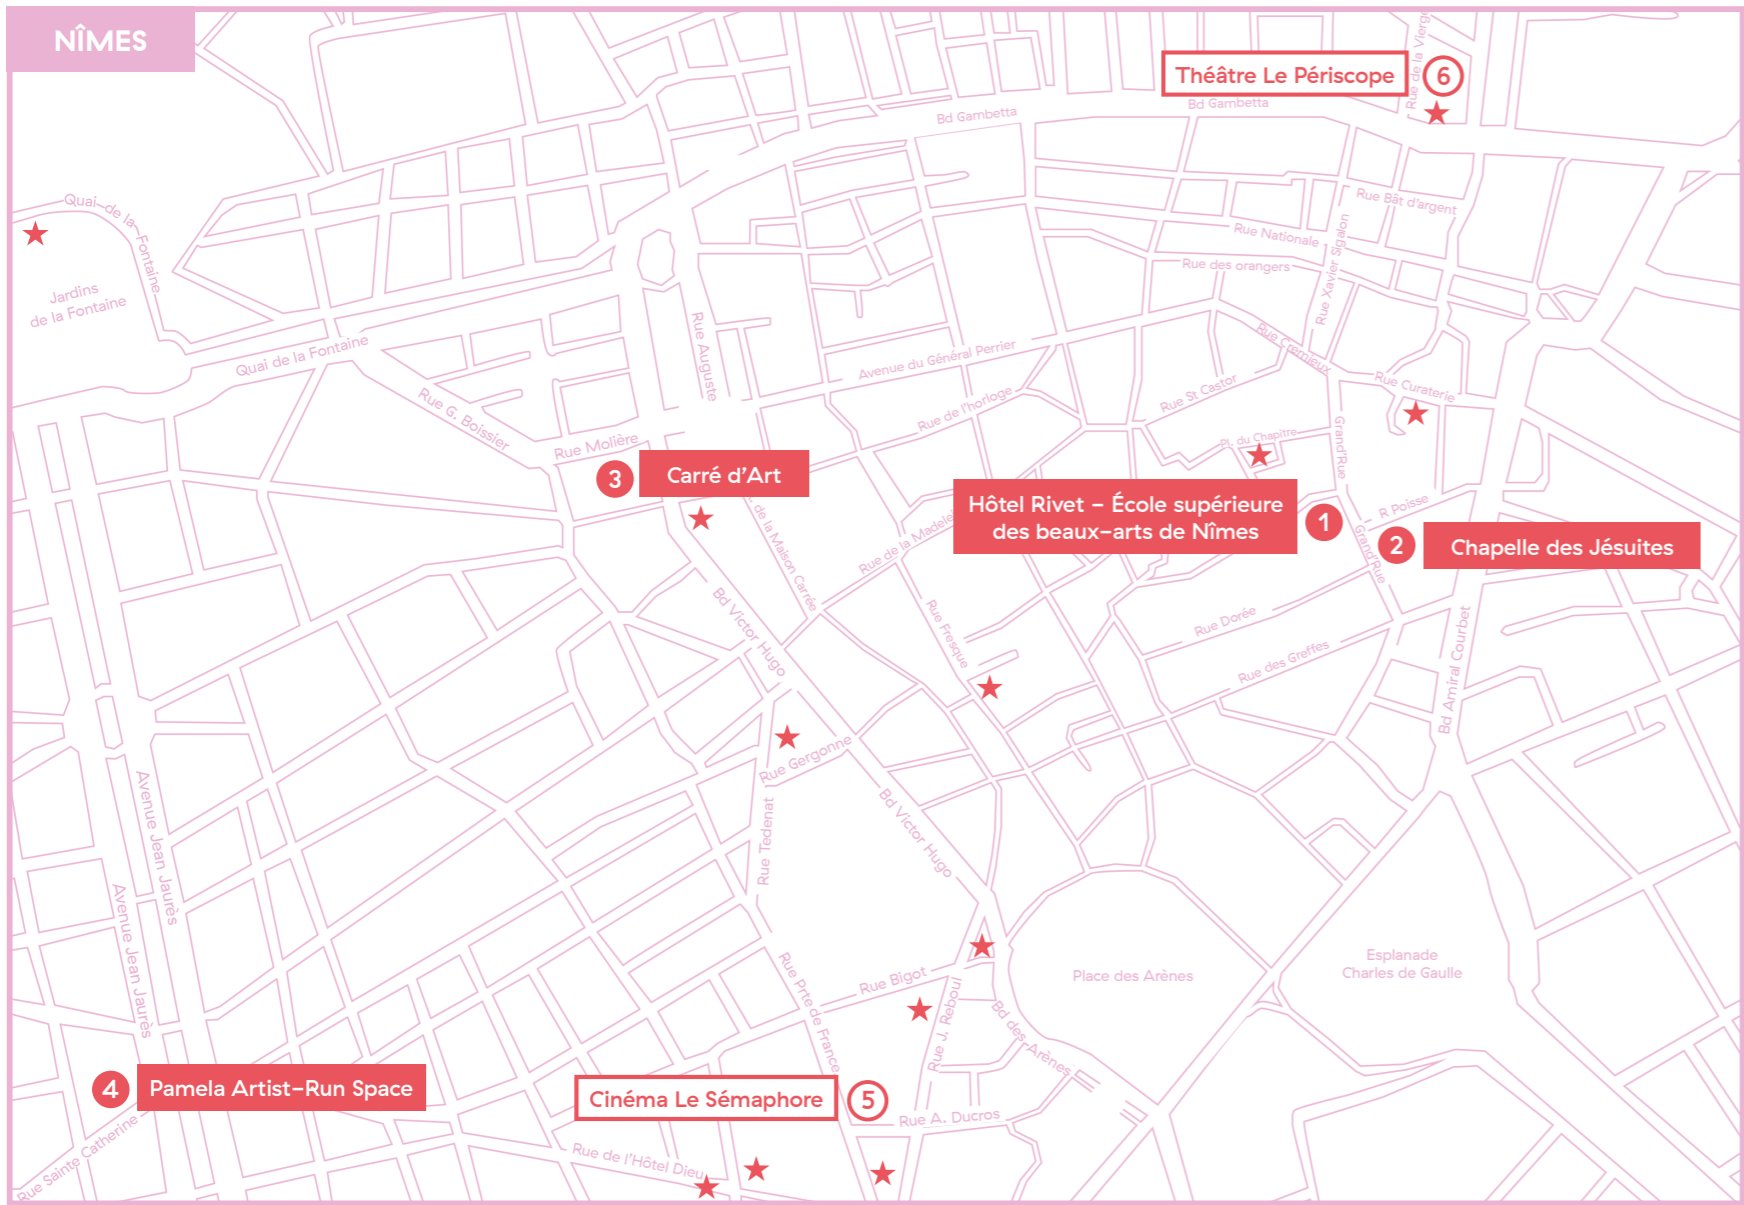 NÎMES
Théâtre Le Périscope
6
Rue de la Vierge
Bd Gambetta
Bd Gambetta
Quai de la Fontaine
Jardins
de la Fontaine
Rue Bât d'argent
Rue Nationale
Rue Xavier Sigalon
Rue des orangers
Quai de la Fontaine
Rue Auguste
Avenue du Général Perrier
Rue Cremieux
Rue Curaterie
Rue G. Boissier
Rue de l'horloge
Rue St Castor
Rue Molière
Pl. du Chapitre
Grand'Rue
3
Carré d'Art
de la Maison Carrée
Rue de la Madelei
Hôtel Rivet – École supérieure
des beaux-arts de Nîmes
1
R Poisse
Grand'Rue
2
Chapelle des Jésuites
Bd Victor Hugo
Rue Fresque
Rue Dorée
Rue des Greffes
Bd Amiral Courbet
Rue Gergonne
Avenue Jean Jaurès
Rue Tedenat
Bd Victor Hugo
Avenue Jean Jaurès
Rue Prte de France
Rue Bigot
Place des Arènes
Esplanade
Charles de Gaulle
Rue J. Reboul
Bd des Arènes
4
Pamela Artist-Run Space
Cinéma Le Sémaphore
5
Rue A. Ducros
Rue Sainte Catherine
Rue de l'Hôtel Dieu